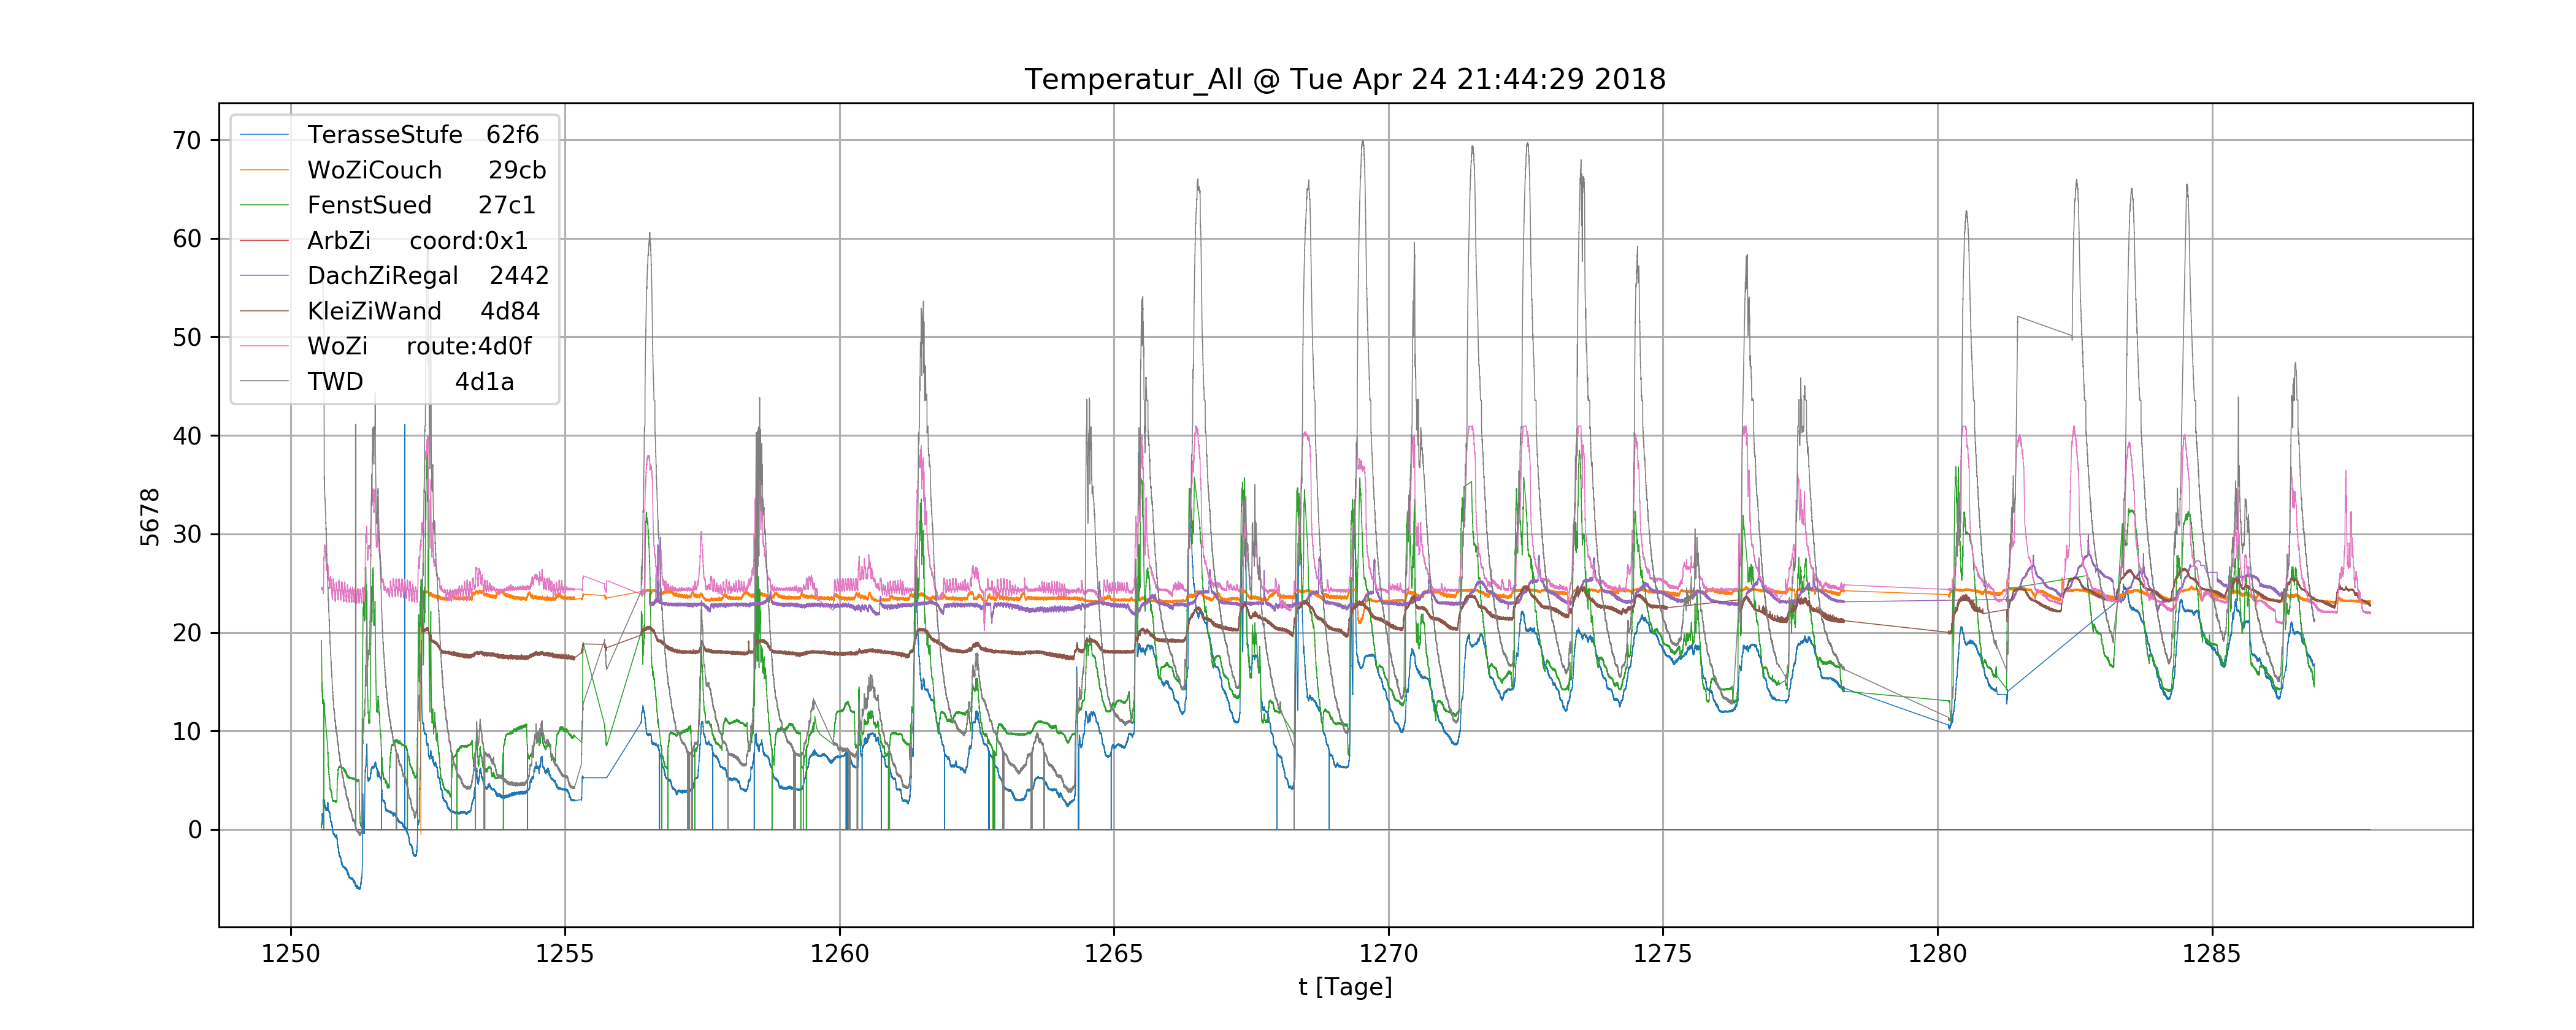 Temperatur_All @ Tue Apr 24 21:44:29 2018
TerasseStufe 62f6
WoZiCouch 29cb
FenstSued 27c1
ArbZi coord:0x1
DachZiRegal 2442
KleiZiWand 4d84
WoZi route:4d0f
TWD 4d1a
70
60
50
40
30
20
10
0
5678
1250 1255 1260 1265 1270 1275 1280 1285
t [Tage]